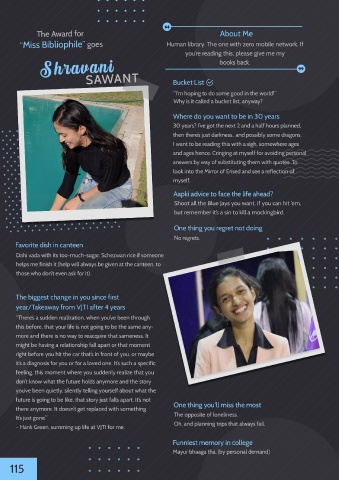 The Award for
"Miss Bibliophile" goes
Shravani
SAWANT
About Me
Human library. The one with zero mobile network. If
you're reading this, please give me my
books back.
Bucket List
"I'm hoping to do some good in the world!"
Why is it called a bucket list, anyway?
Where do you want to be in 30 years
30 years? I've got the next 2 and a half hours planned,
then there's just darkness.. and possibly some dragons.
I want to be reading this with a sigh, somewhere ages
and ages hence. Cringing at myself for avoiding personal
answers by way of substituting them with quotes. To
look into the Mirror of Erised and see a reflection of
myself.
Aapki advice to face the life ahead?
'Shoot all the Blue Jays you want, if you can hit 'em,
but remember it's a sin to kill a mockingbird.
One thing you regret not doing
No regrets.
Favorite dish in canteen
Dahi vada with its too-much-sugar. Schezwan rice if someone
helps me finish it (help will always be given at the canteen, to
those who don't even ask for it).
The biggest change in you since first
year/Takeaway from VJTI after 4 years
"There's a sudden realization, when you've been through
this before, that your life is not going to be the same any-
more and there is no way to reacquire that sameness. It
might be having a relationship fall apart or that moment
right before you hit the car that's in front of you, or maybe
it's a diagnosis for you or for a loved one. It's such a specific
feeling, this moment where you suddenly realize that you
don't know what the future holds anymore and the story
you've been quietly, silently telling yourself about what the
future is going to be like, that story just falls apart. It's not
there anymore. It doesn't get replaced with something.
It's just gone."
- Hank Green, summing up life at VJTI for me.
One thing you'll miss the most
The opposite of loneliness.
Oh, and planning trips that always fail.
Funniest memory in college
Mayur bhaaga tha. (by personal demand)
115